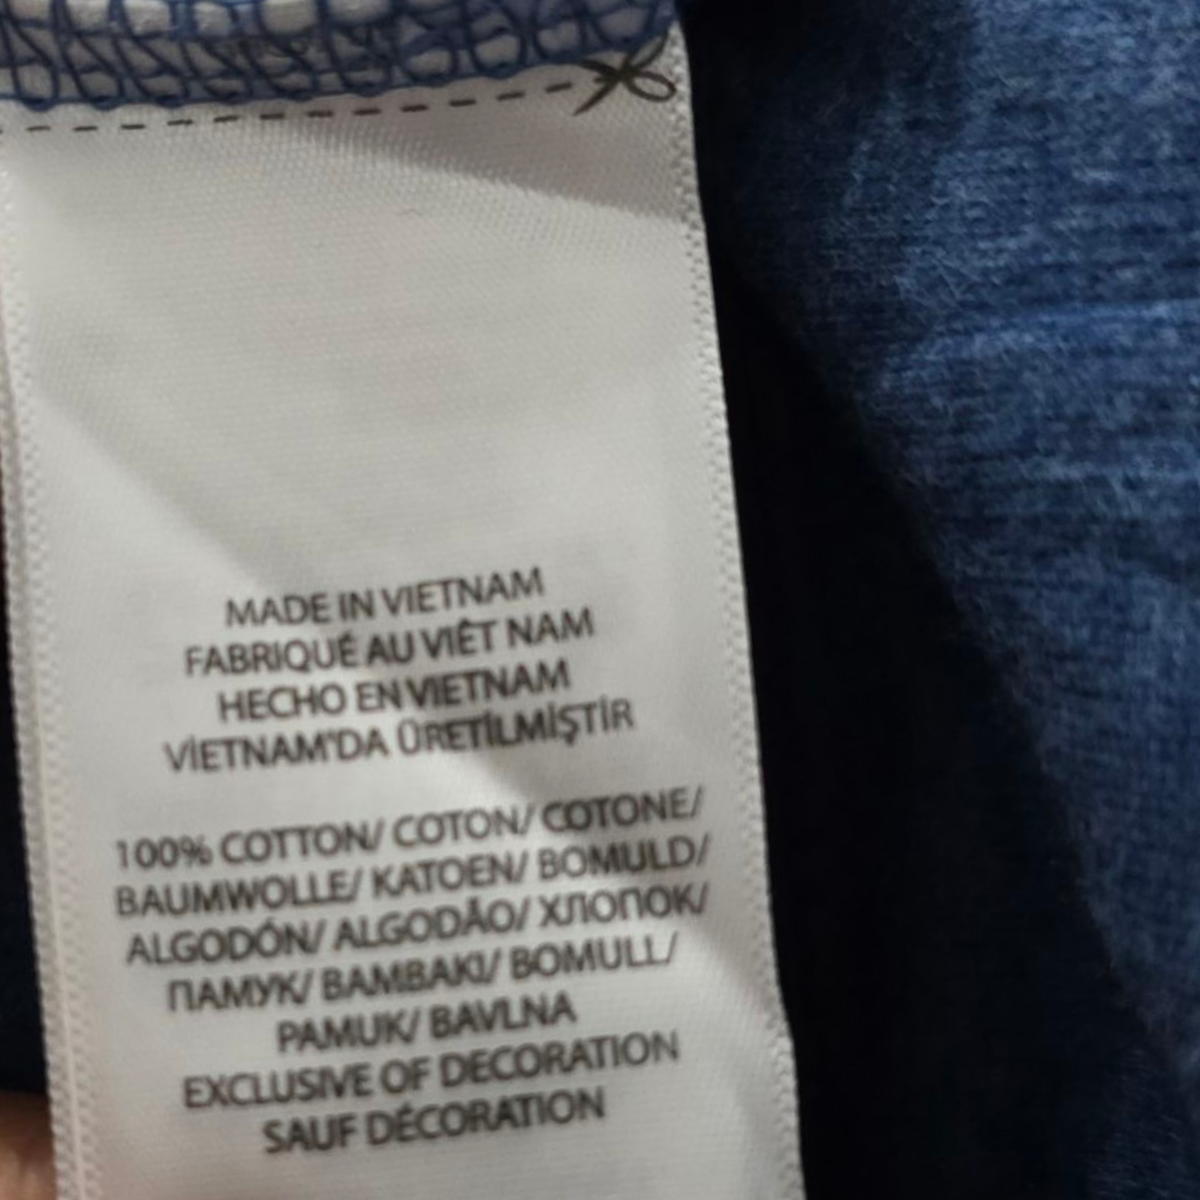 MADE IN VIETNAM
FABRIQUÉ AU VIÊT NAM
HECHO EN VIETNAM
VİETNAM'DA ÜRETİLMİŞTİR
100% COTTON/ COTON/ COTONE/
BAUMWOLLE/ KATOEN/ BOMULD/
ALGODÓN/ ALGODÃO/ ХЛОПОК/
ПАМУК/ BAMBAKI/ BOMULL/
PAMUK/ BAVLNA
EXCLUSIVE OF DECORATION
SAUF DÉCORATION